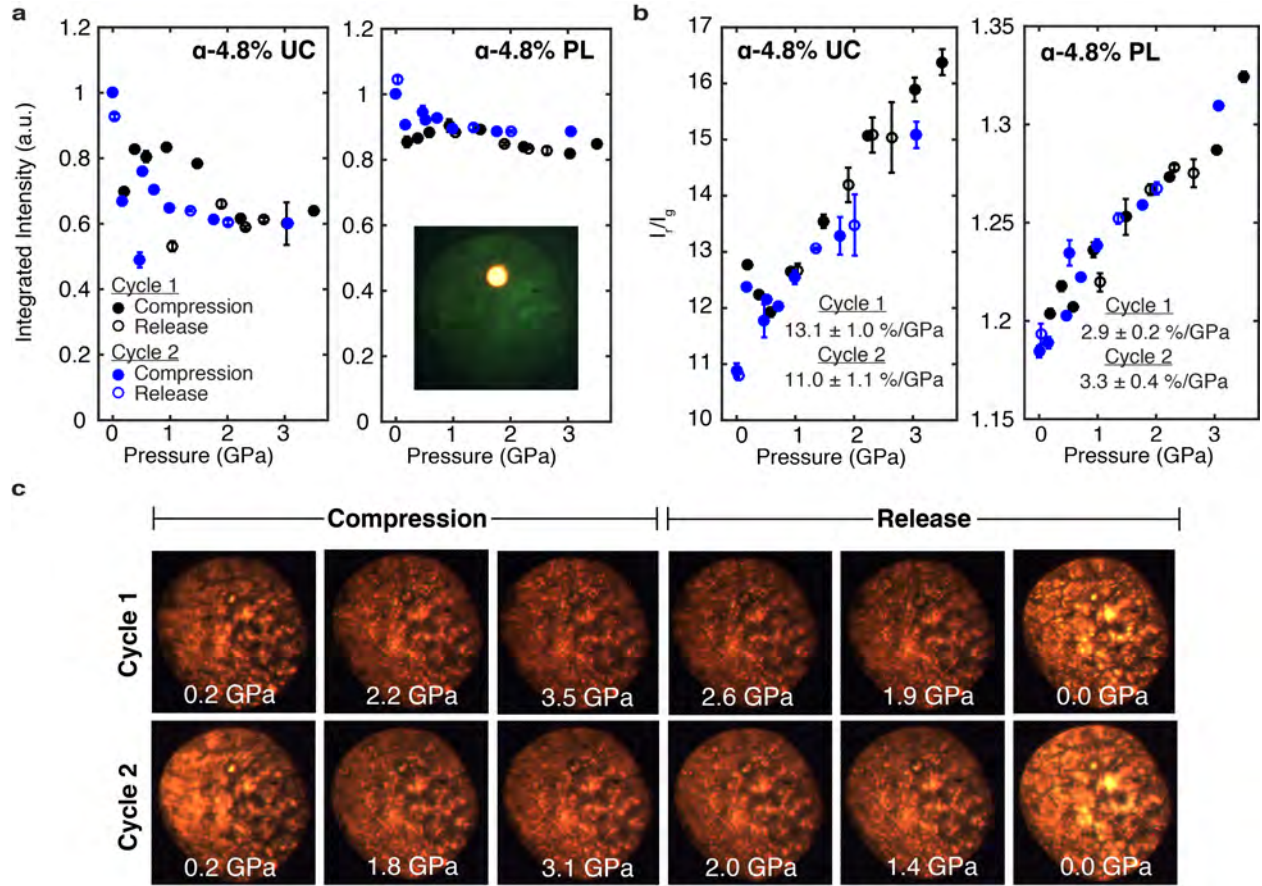 a
α-4.8% UC
α-4.8% PL
Integrated Intensity (a.u.)
1.2
1
0.8
0.6
0.4
0.2
0
Cycle 1
Compression
Release
Cycle 2
Compression
Release
0 1 2 3
Pressure (GPa)
1.2
1
0.8
0.6
0.4
0.2
0
0 1 2 3
Pressure (GPa)
b
α-4.8% UC
α-4.8% PL
Ir/Ig
17
16
15
14
13
12
11
10
Cycle 1
13.1 ± 1.0 %/GPa
Cycle 2
11.0 ± 1.1 %/GPa
0 1 2 3
Pressure (GPa)
1.35
1.3
1.25
1.2
1.15
Cycle 1
2.9 ± 0.2 %/GPa
Cycle 2
3.3 ± 0.4 %/GPa
0 1 2 3
Pressure (GPa)
c
Compression Release
Cycle 1
0.2 GPa 2.2 GPa 3.5 GPa 2.6 GPa 1.9 GPa 0.0 GPa
Cycle 2
0.2 GPa 1.8 GPa 3.1 GPa 2.0 GPa 1.4 GPa 0.0 GPa